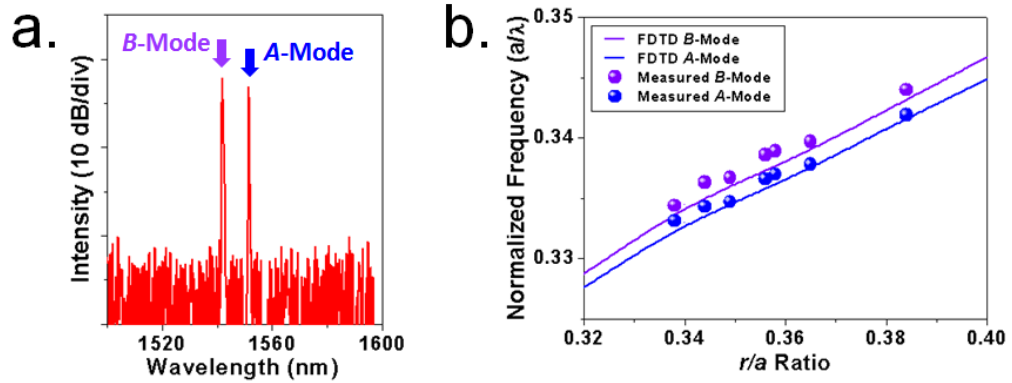 a.
B-Mode
A-Mode
Intensity (10 dB/div)
1520
1560
1600
Wavelength (nm)
b.
FDTD B-Mode
FDTD A-Mode
Measured B-Mode
Measured A-Mode
Normalized Frequency (a/λ)
0.35
0.34
0.33
0.32
0.34
0.36
0.38
0.40
r/a Ratio